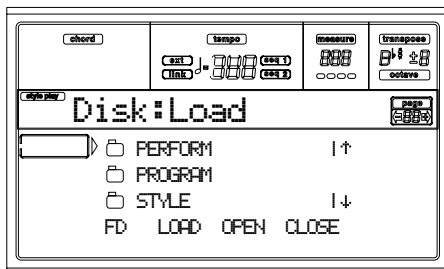 chord tempo measure transpose
ext ♩= seq 1
link seq 2
octave
style play Disk:Load page
PERFORM
PROGRAM
STYLE
FD LOAD OPEN CLOSE